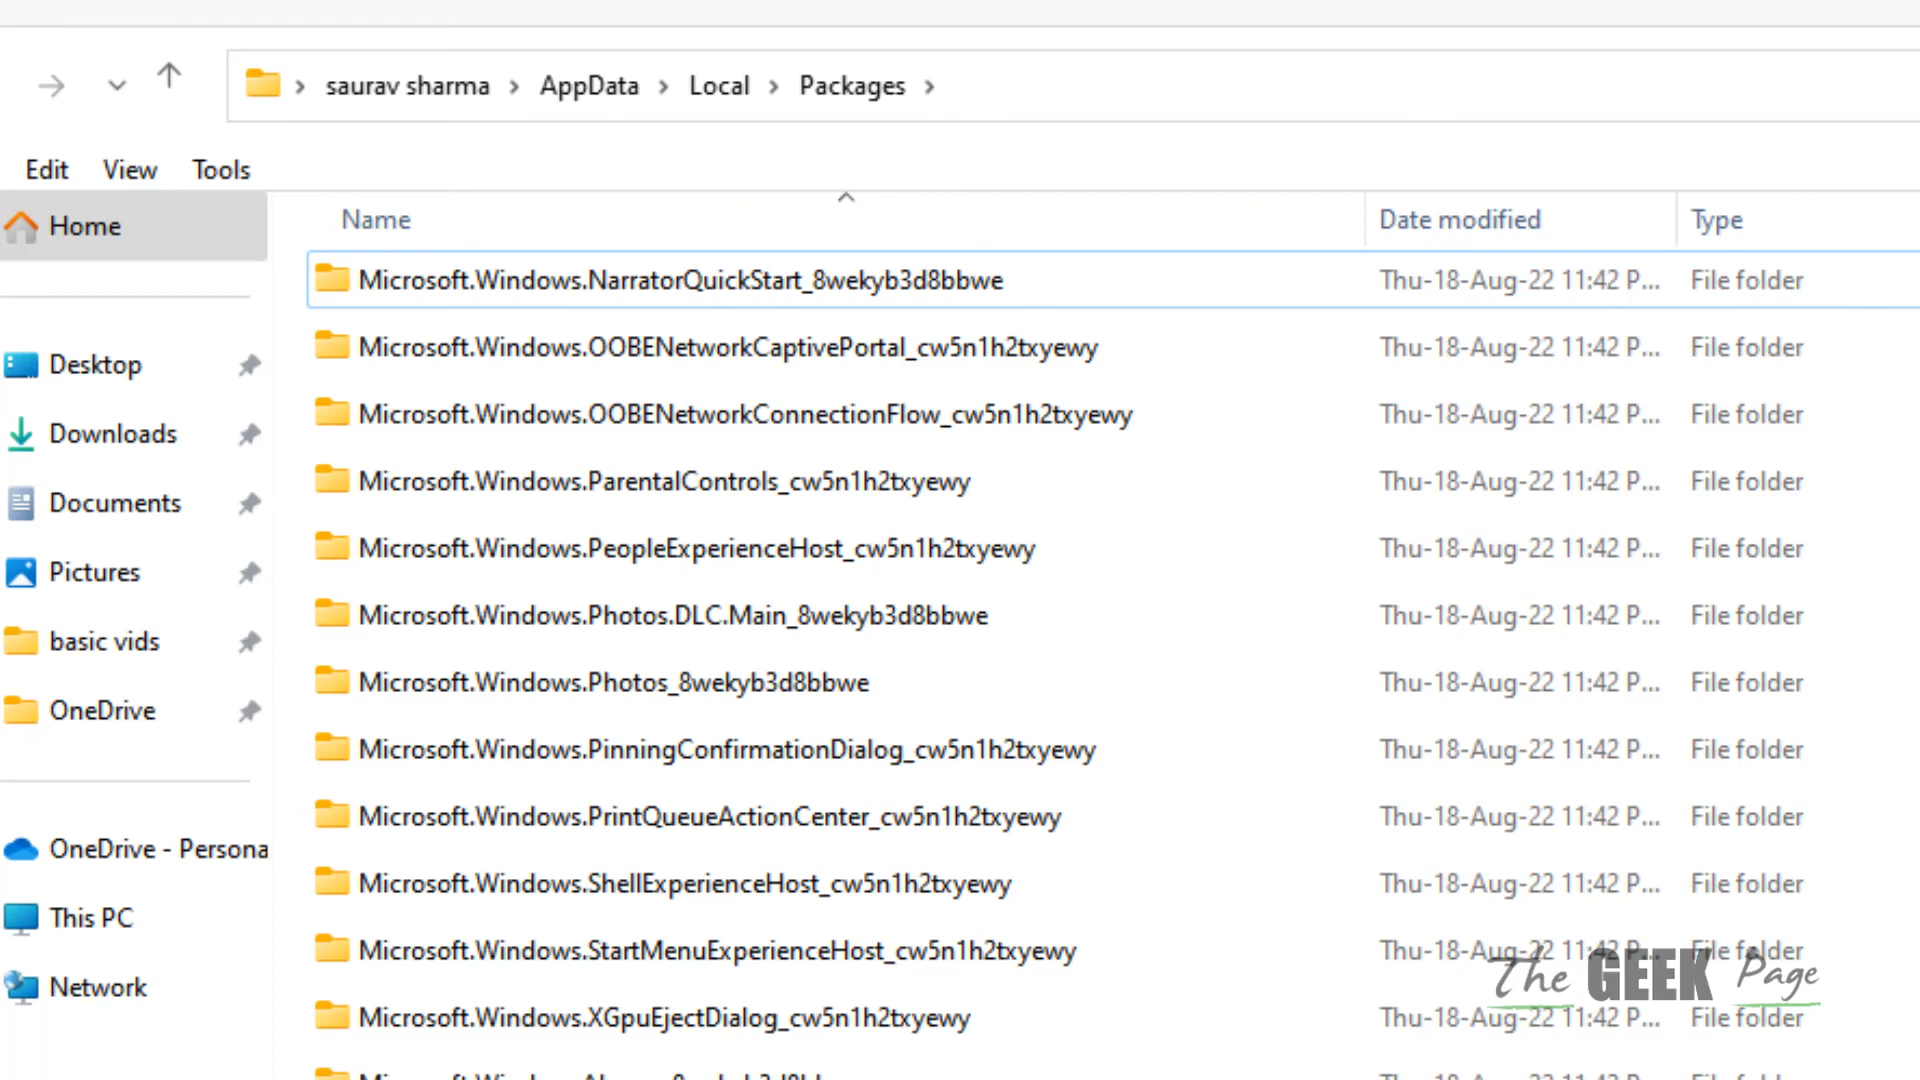 saurav sharma > AppData > Local > Packages >
Edit View Tools
Home
Desktop
Downloads
Documents
Pictures
basic vids
OneDrive
OneDrive - Persona
This PC
Network
Name Date modified Type
Microsoft.Windows.NarratorQuickStart_8wekyb3d8bbwe Thu-18-Aug-22 11:42 P... File folder
Microsoft.Windows.OOBENetworkCaptivePortal_cw5n1h2txyewy Thu-18-Aug-22 11:42 P... File folder
Microsoft.Windows.OOBENetworkConnectionFlow_cw5n1h2txyewy Thu-18-Aug-22 11:42 P... File folder
Microsoft.Windows.ParentalControls_cw5n1h2txyewy Thu-18-Aug-22 11:42 P... File folder
Microsoft.Windows.PeopleExperienceHost_cw5n1h2txyewy Thu-18-Aug-22 11:42 P... File folder
Microsoft.Windows.Photos.DLC.Main_8wekyb3d8bbwe Thu-18-Aug-22 11:42 P... File folder
Microsoft.Windows.Photos_8wekyb3d8bbwe Thu-18-Aug-22 11:42 P... File folder
Microsoft.Windows.PinningConfirmationDialog_cw5n1h2txyewy Thu-18-Aug-22 11:42 P... File folder
Microsoft.Windows.PrintQueueActionCenter_cw5n1h2txyewy Thu-18-Aug-22 11:42 P... File folder
Microsoft.Windows.ShellExperienceHost_cw5n1h2txyewy Thu-18-Aug-22 11:42 P... File folder
Microsoft.Windows.StartMenuExperienceHost_cw5n1h2txyewy Thu-18-Aug-22 11:42 P... File folder
The GEEK Page
Microsoft.Windows.XGpuEjectDialog_cw5n1h2txyewy Thu-18-Aug-22 11:42 P... File folder